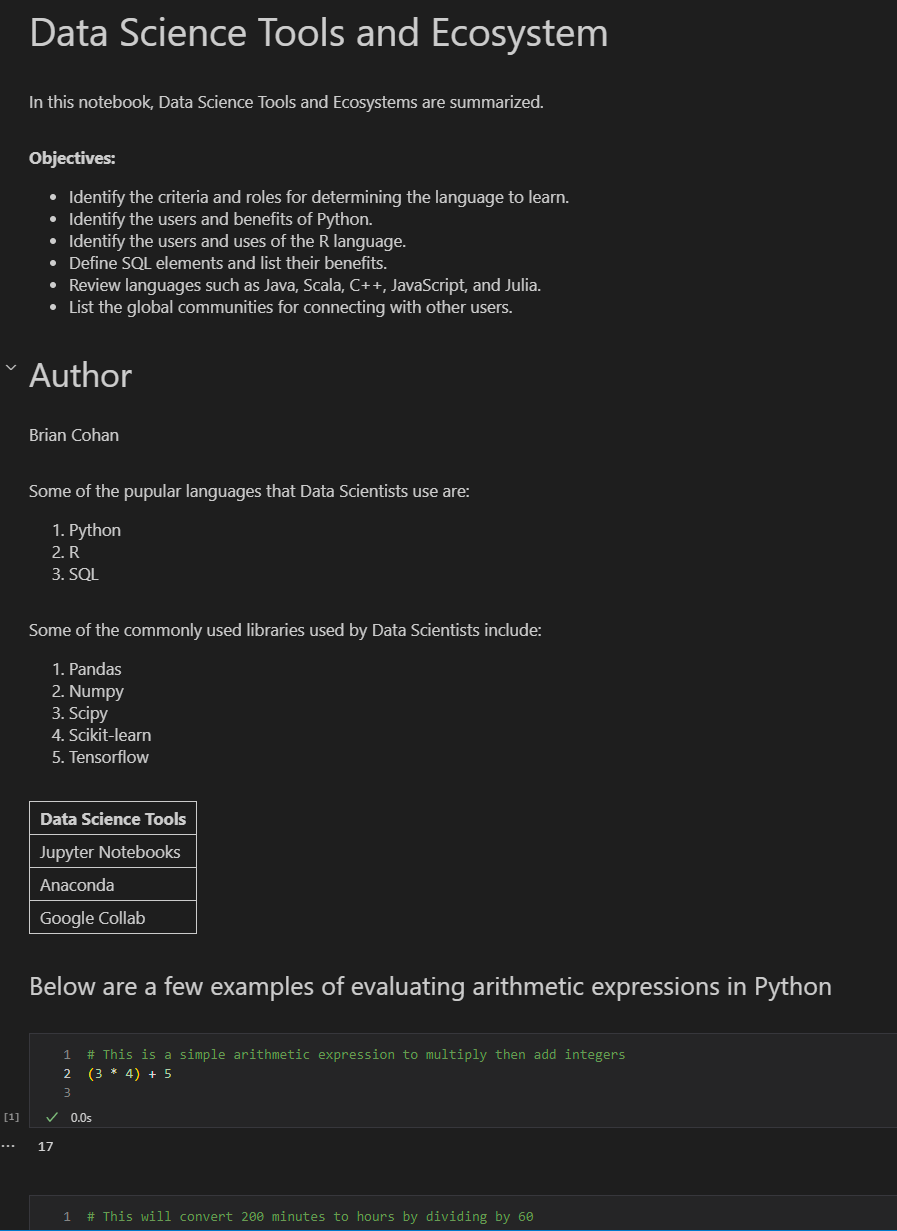 Data Science Tools and Ecosystem
In this notebook, Data Science Tools and Ecosystems are summarized.
Objectives:
• Identify the criteria and roles for determining the language to learn.
• Identify the users and benefits of Python.
• Identify the users and uses of the R language.
• Define SQL elements and list their benefits.
• Review languages such as Java, Scala, C++, JavaScript, and Julia.
• List the global communities for connecting with other users.
Author
Brian Cohan
Some of the pupular languages that Data Scientists use are:
1. Python
2. R
3. SQL
Some of the commonly used libraries used by Data Scientists include:
1. Pandas
2. Numpy
3. Scipy
4. Scikit-learn
5. Tensorflow
Data Science Tools
Jupyter Notebooks
Anaconda
Google Collab
Below are a few examples of evaluating arithmetic expressions in Python
1 # This is a simple arithmetic expression to multiply then add integers
2 (3 * 4) + 5
3
[1] ✓ 0.0s
... 17
1 # This will convert 200 minutes to hours by dividing by 60